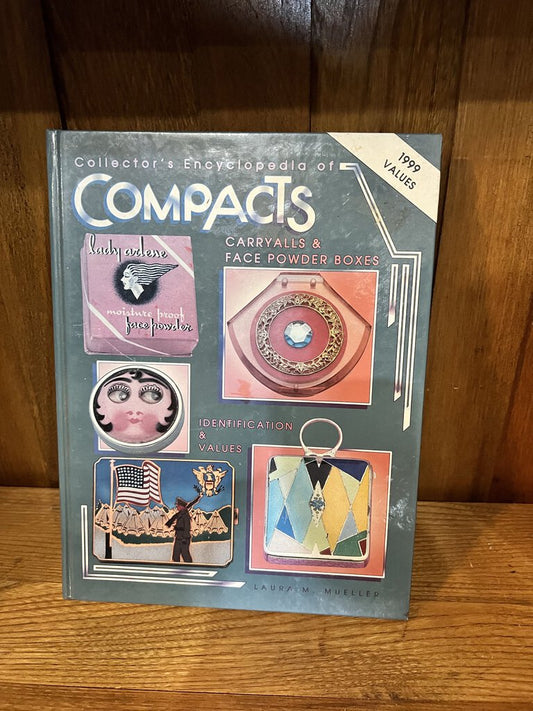 Collector's Encyclopedia of
COMPACTS
CARRYALLS &
FACE POWDER BOXES
1999
VALUES
lady arlene
moisture proof
face powder
IDENTIFICATION
&
VALUES
LAURA M. MUELLER